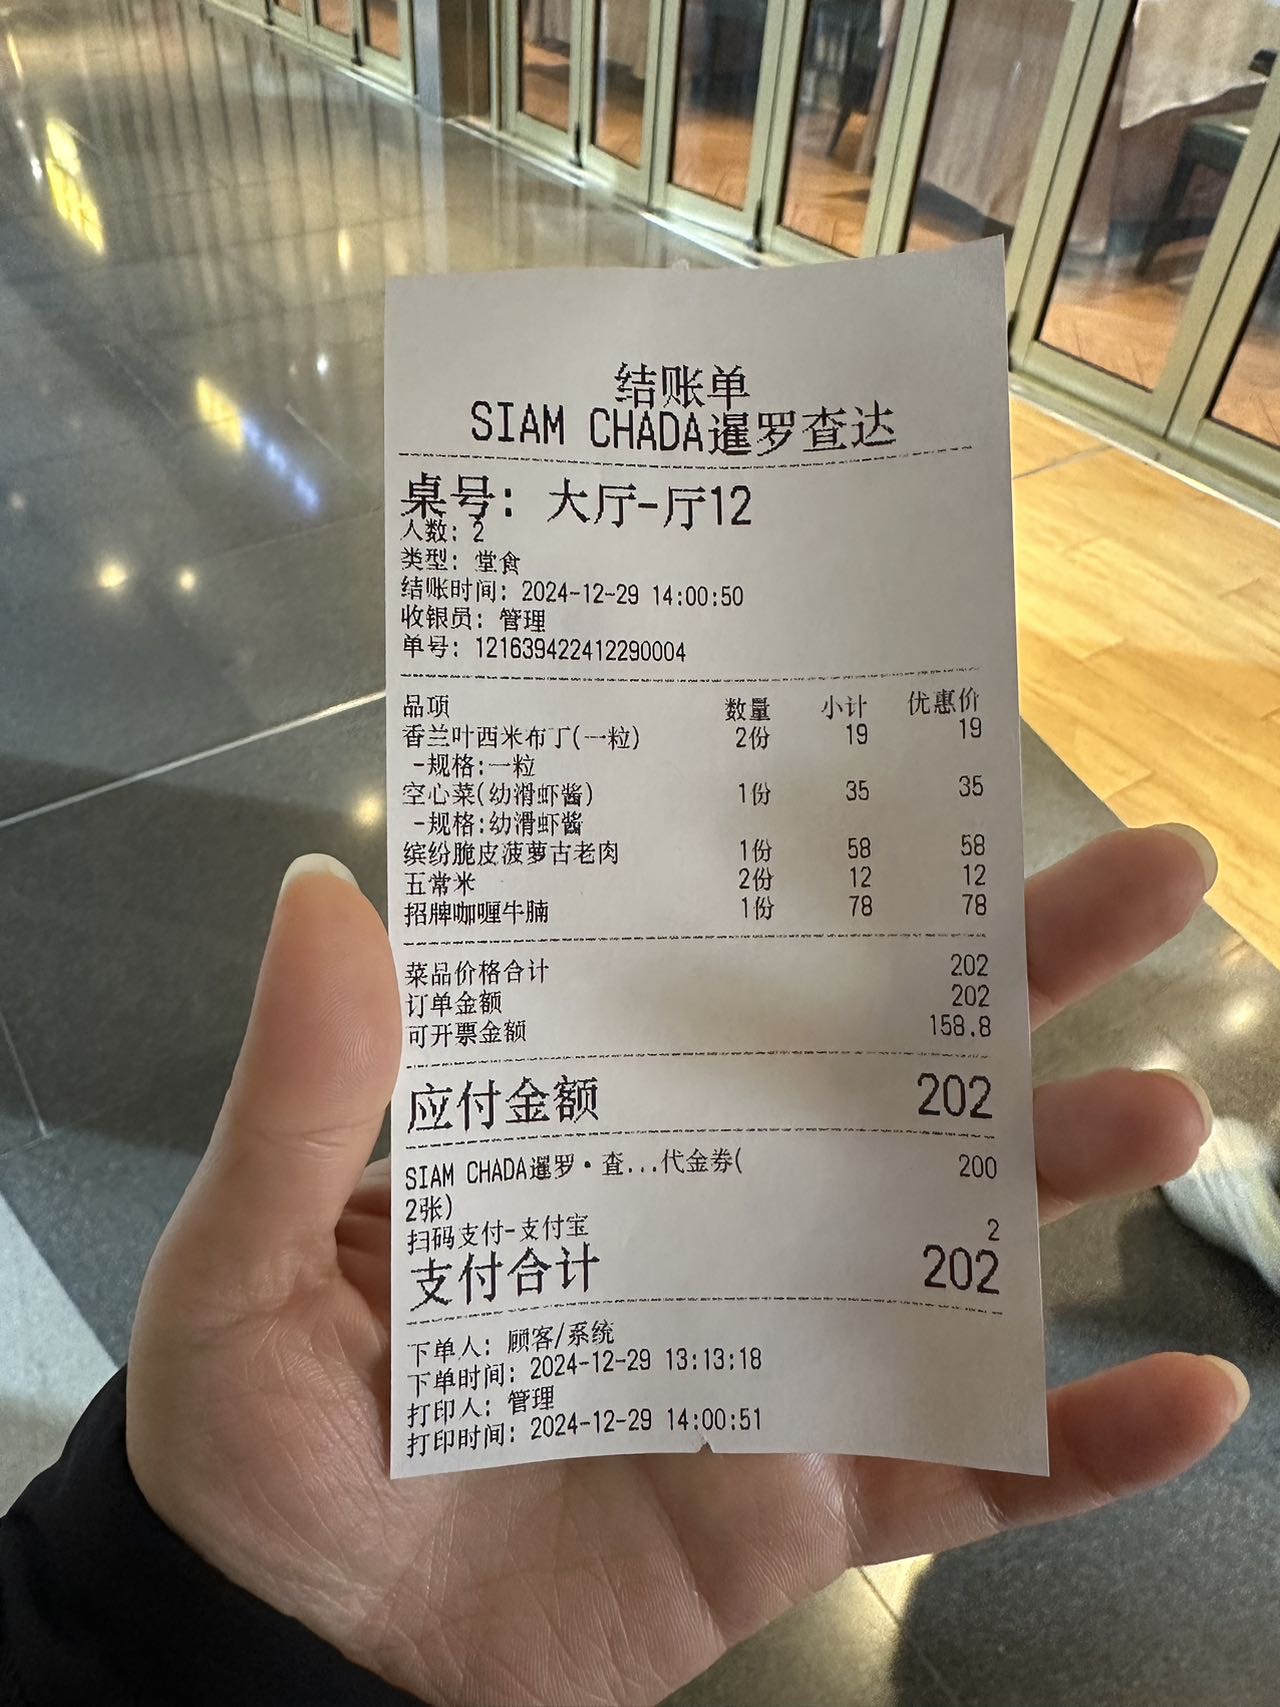 结账单
SIAM CHADA暹罗查达
桌号: 大厅-厅12
人数: 2
类型: 堂食
结账时间: 2024-12-29 14:00:50
收银员: 管理
单号: 121639422412290004
品项 数量 小计 优惠价
香兰叶西米布丁(一粒) 2份 19 19
-规格:一粒
空心菜(幼滑虾酱) 1份 35 35
-规格:幼滑虾酱
缤纷脆皮菠萝古老肉 1份 58 58
五常米 2份 12 12
招牌咖喱牛腩 1份 78 78
菜品价格合计 202
订单金额 202
可开票金额 158.8
应付金额 202
SIAM CHADA暹罗·查...代金券( 200
2张)
扫码支付-支付宝 2
支付合计 202
下单人: 顾客/系统
下单时间: 2024-12-29 13:13:18
打印人: 管理
打印时间: 2024-12-29 14:00:51